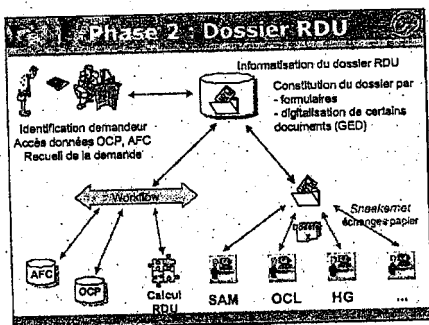 Phase 2 : Dossier RDU
Informatisation du dossier RDU
Constitution du dossier par
- formulaires
- digitalisation de certains
documents (GED)
Identification demandeur
Accès données OCP, AFC
Recueil de la demande
Workflow
Sneakernet
échanges papier
Dossier
AFC
OCP
Calcul
RDU
SAM
OCL
HG
...